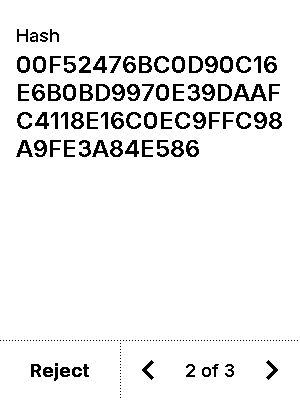 Hash
00F52476BC0D90C16
E6B0BD9970E39DAAF
C4118E16C0EC9FFC98
A9FE3A84E586
Reject
2 of 3